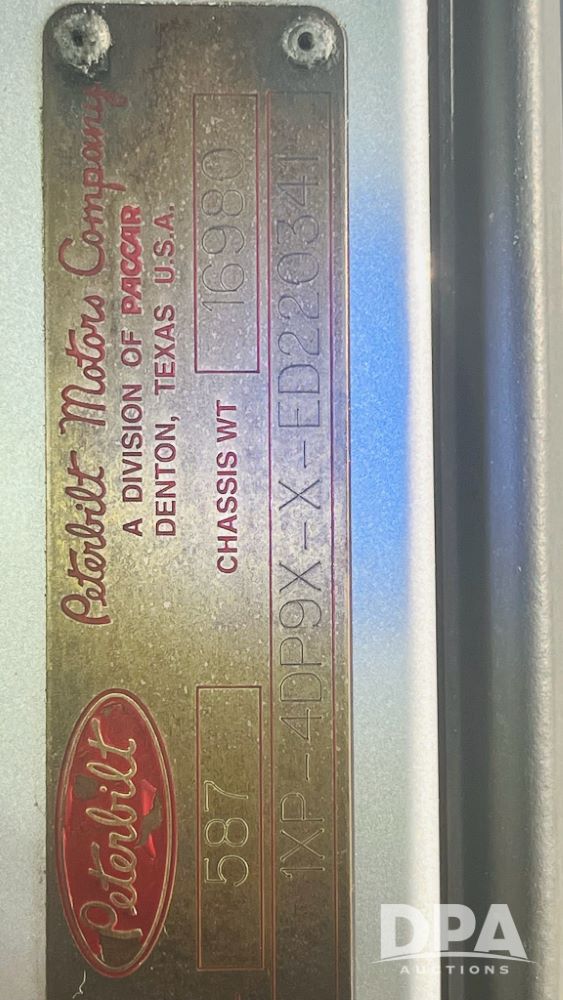 Peterbilt
Peterbilt Motors Company
A DIVISION OF PACCAR
DENTON, TEXAS U.S.A.
587
CHASSIS WT
16980
1XP-4DP9X-X-ED220341
DPA
AUCTIONS